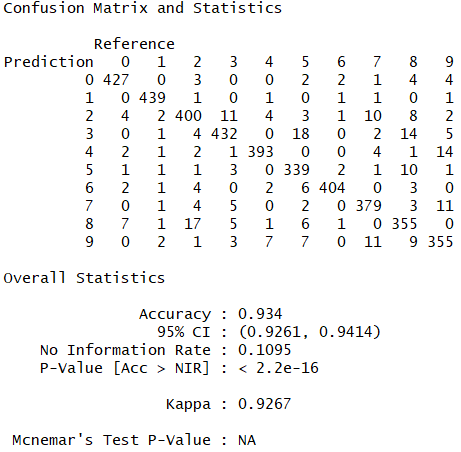 Confusion Matrix and Statistics
Reference
Prediction 0 1 2 3 4 5 6 7 8 9
0 427 0 3 0 0 2 2 1 4 4
1 0 439 1 0 1 0 1 1 0 1
2 4 2 400 11 4 3 1 10 8 2
3 0 1 4 432 0 18 0 2 14 5
4 2 1 2 1 393 0 0 4 1 14
5 1 1 1 3 0 339 2 1 10 1
6 2 1 4 0 2 6 404 0 3 0
7 0 1 4 5 0 2 0 379 3 11
8 7 1 17 5 1 6 1 0 355 0
9 0 2 1 3 7 7 0 11 9 355
Overall Statistics
Accuracy : 0.934
95% CI : (0.9261, 0.9414)
No Information Rate : 0.1095
P-Value [Acc > NIR] : < 2.2e-16
Kappa : 0.9267
Mcnemar's Test P-Value : NA